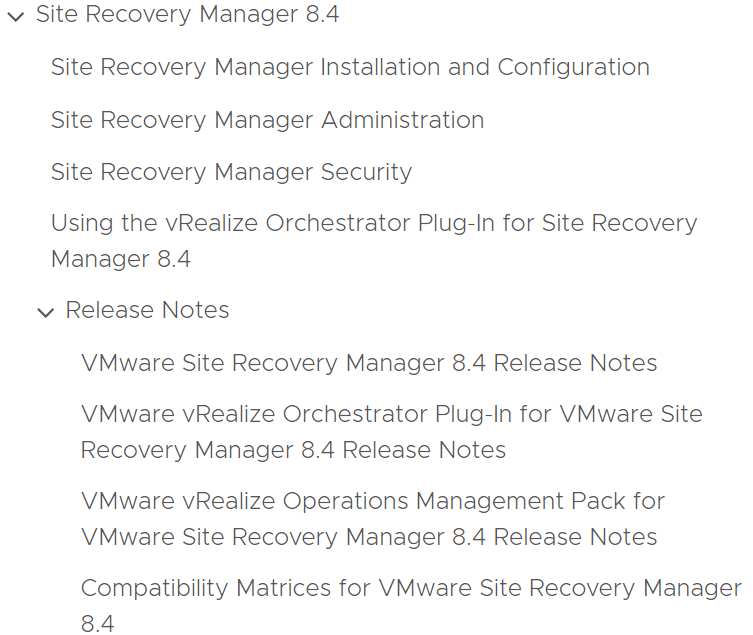 Site Recovery Manager 8.4
Site Recovery Manager Installation and Configuration
Site Recovery Manager Administration
Site Recovery Manager Security
Using the vRealize Orchestrator Plug-In for Site Recovery
Manager 8.4
Release Notes
VMware Site Recovery Manager 8.4 Release Notes
VMware vRealize Orchestrator Plug-In for VMware Site
Recovery Manager 8.4 Release Notes
VMware vRealize Operations Management Pack for
VMware Site Recovery Manager 8.4 Release Notes
Compatibility Matrices for VMware Site Recovery Manager
8.4